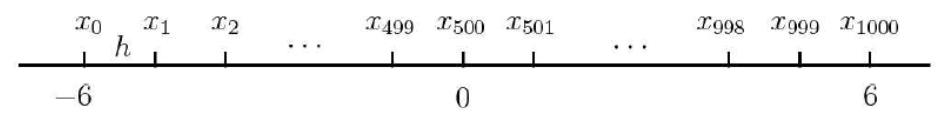 x₀ x₁ x₂ x₄₉₉ x₅₀₀ x₅₀₁ x₉₉₈ x₉₉₉ x₁₀₀₀
h ... ...
−6 0 6